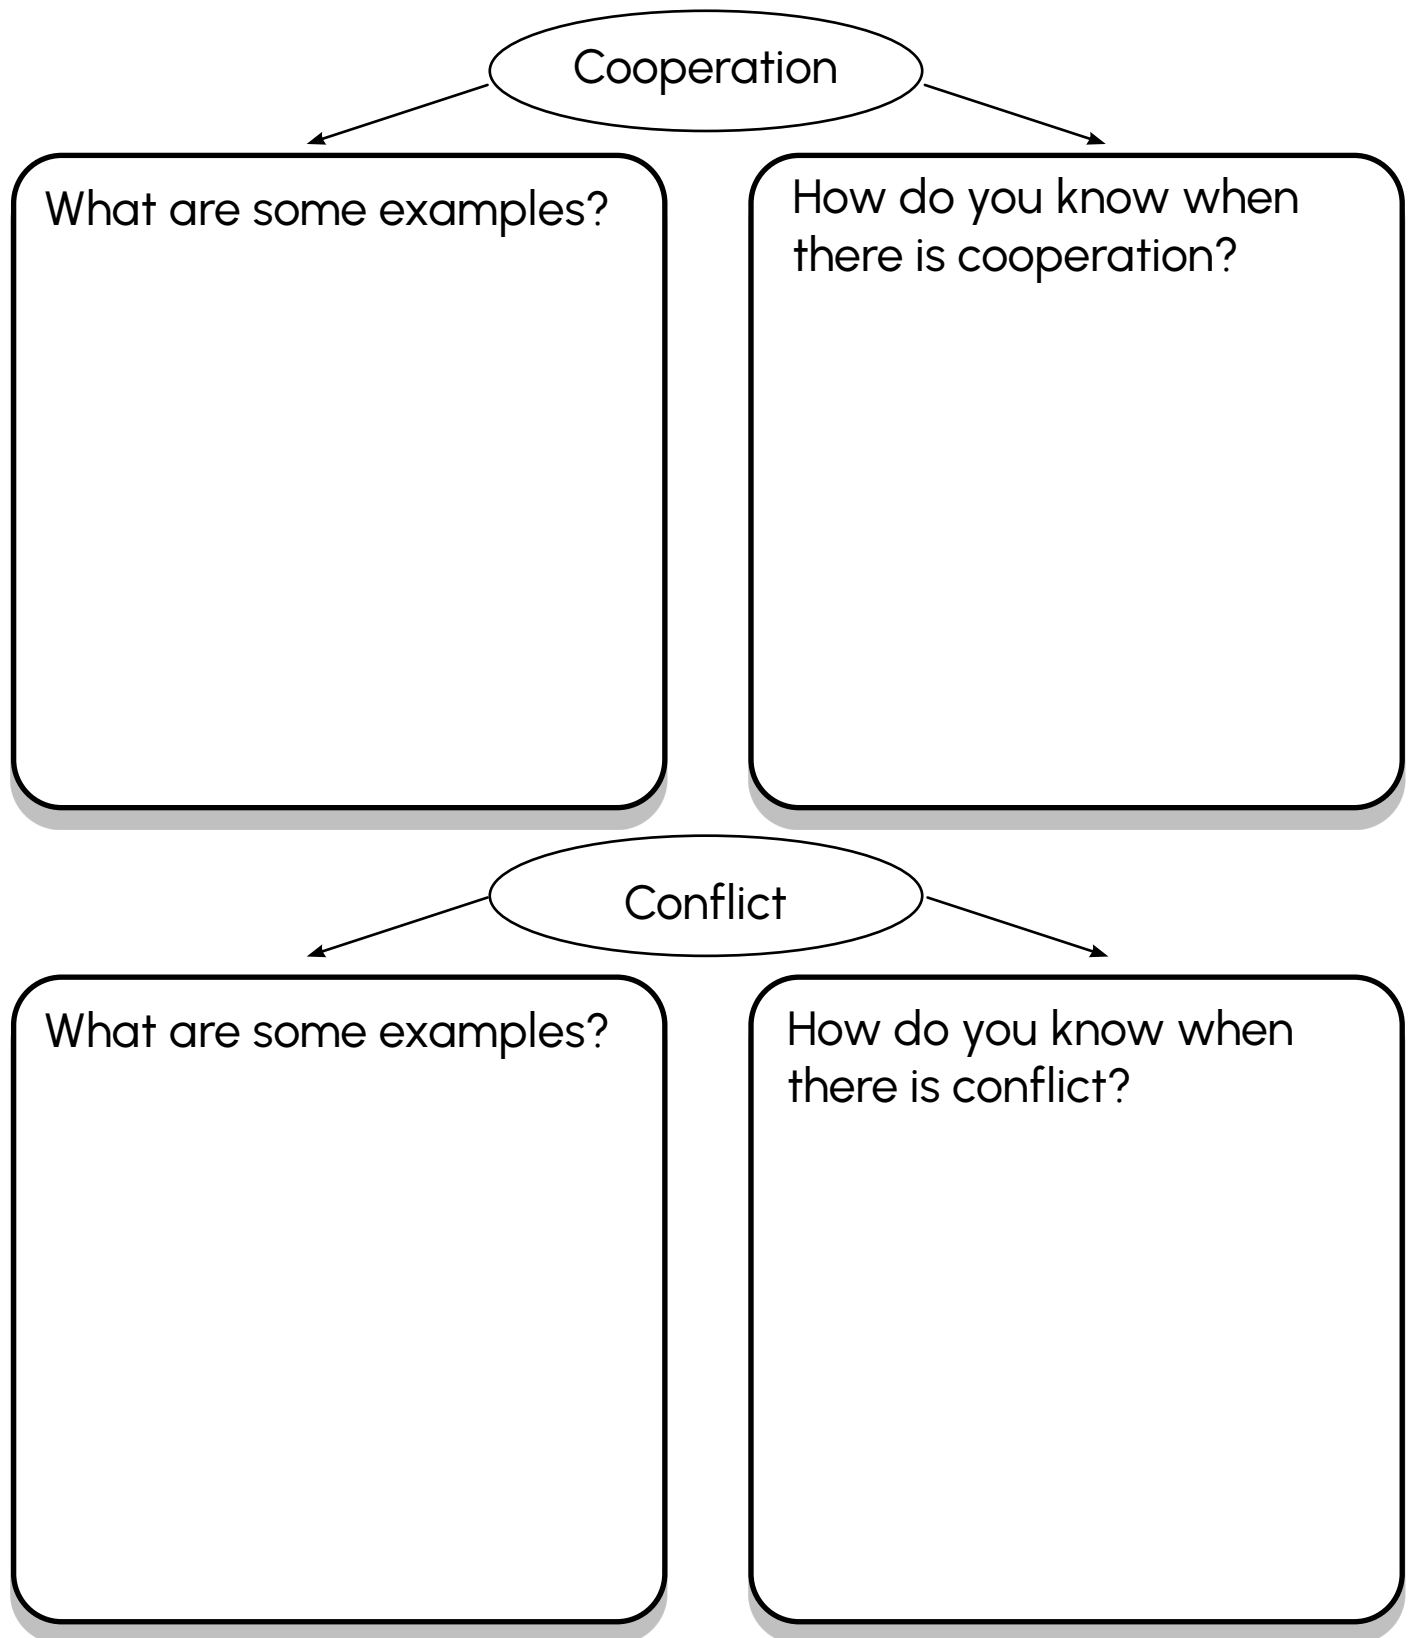 Cooperation
What are some examples?
How do you know when
there is cooperation?
Conflict
What are some examples?
How do you know when
there is conflict?